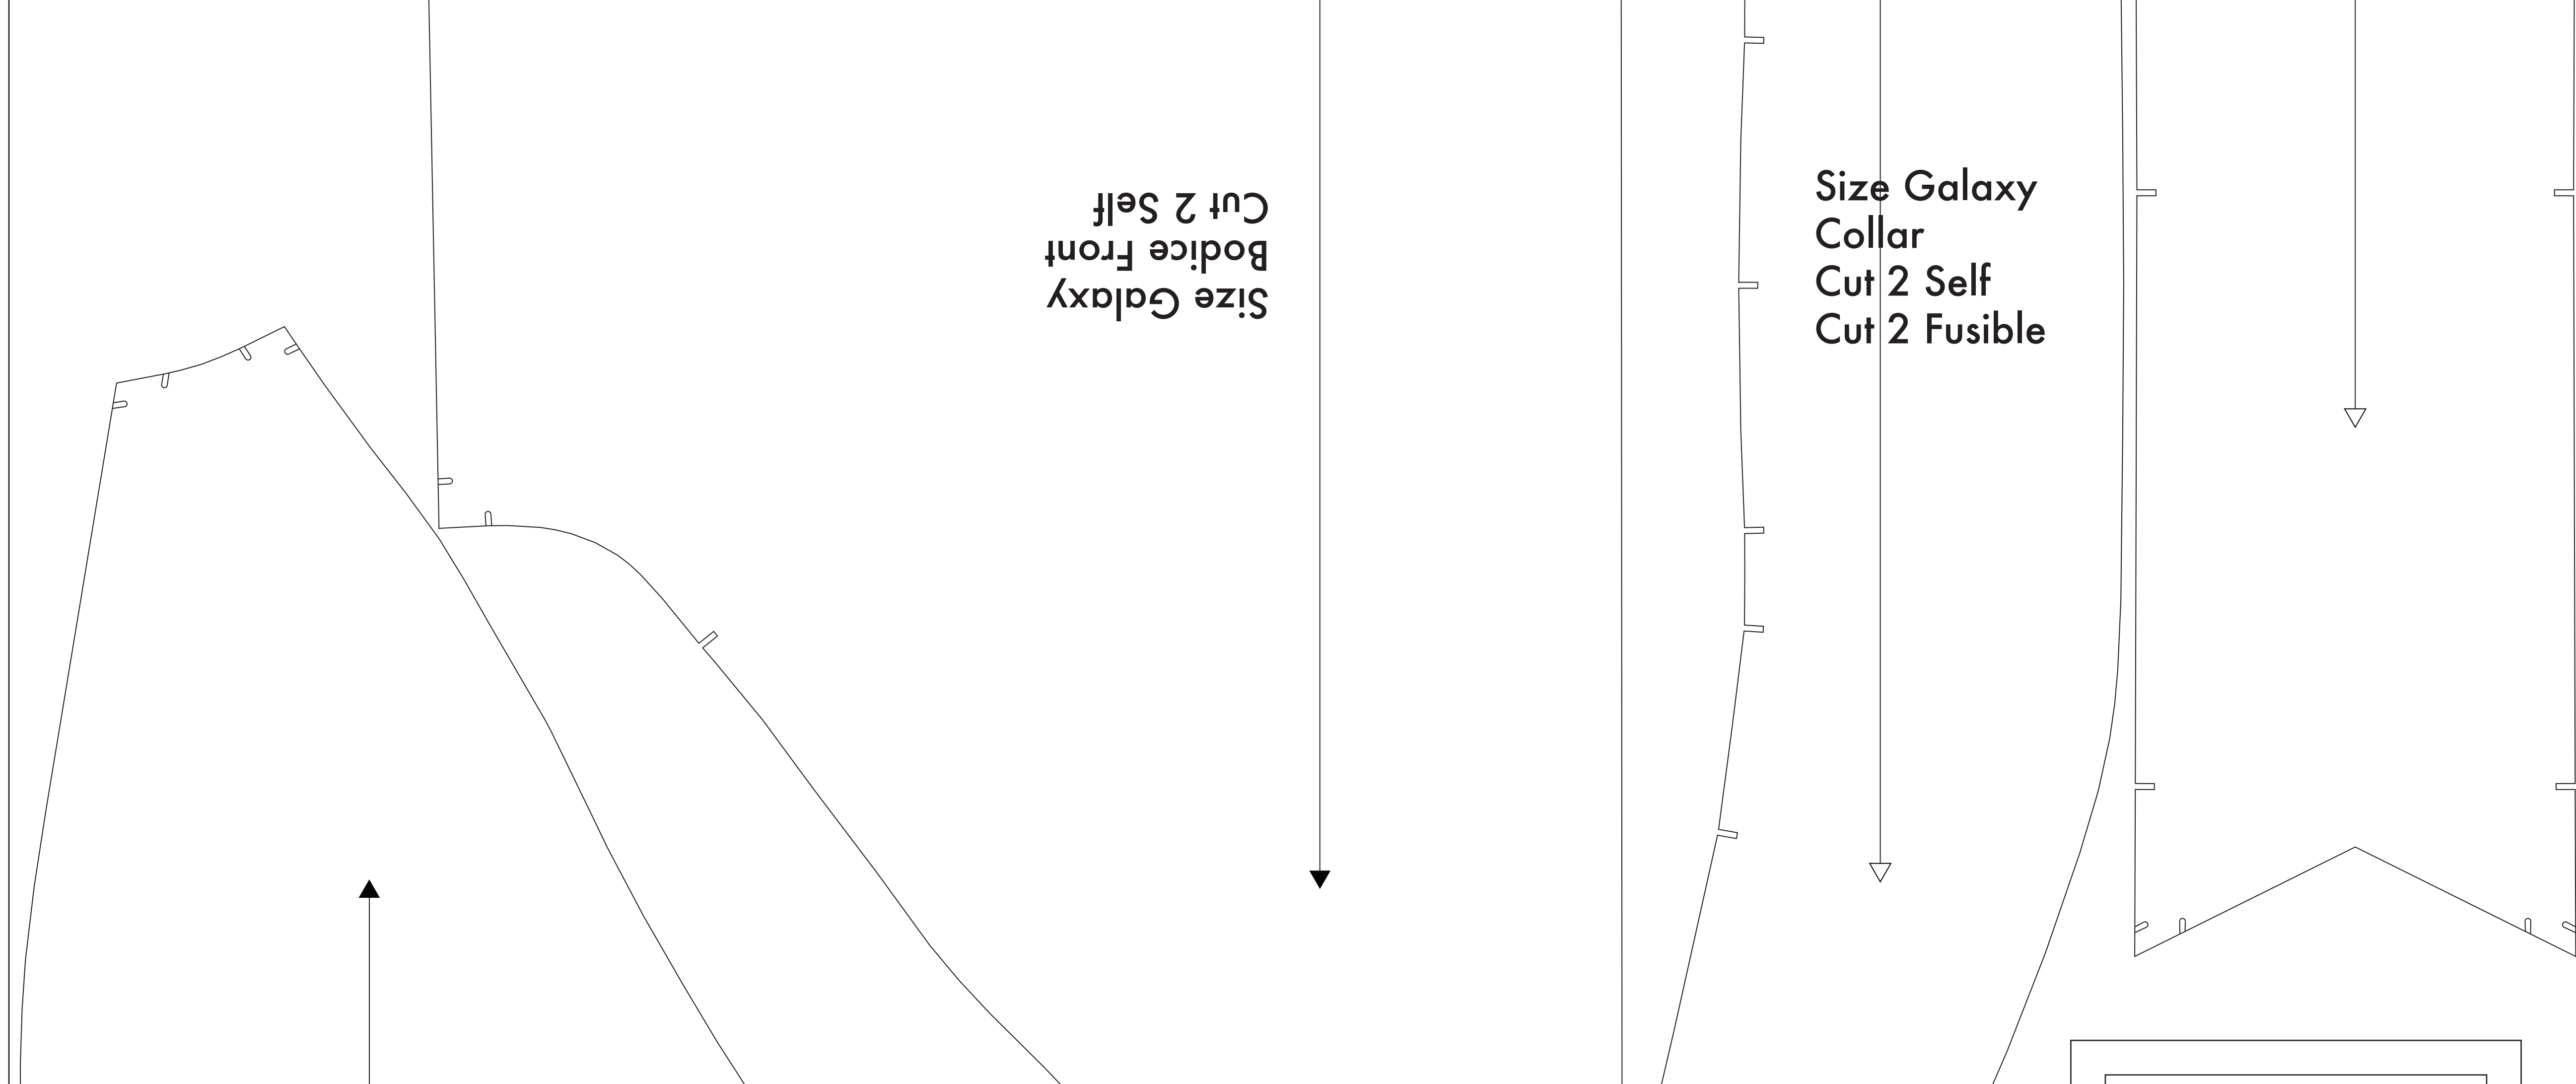 Size Galaxy
Bodice Front
Cut 2 Self
Size Galaxy
Collar
Cut 2 Self
Cut 2 Fusible